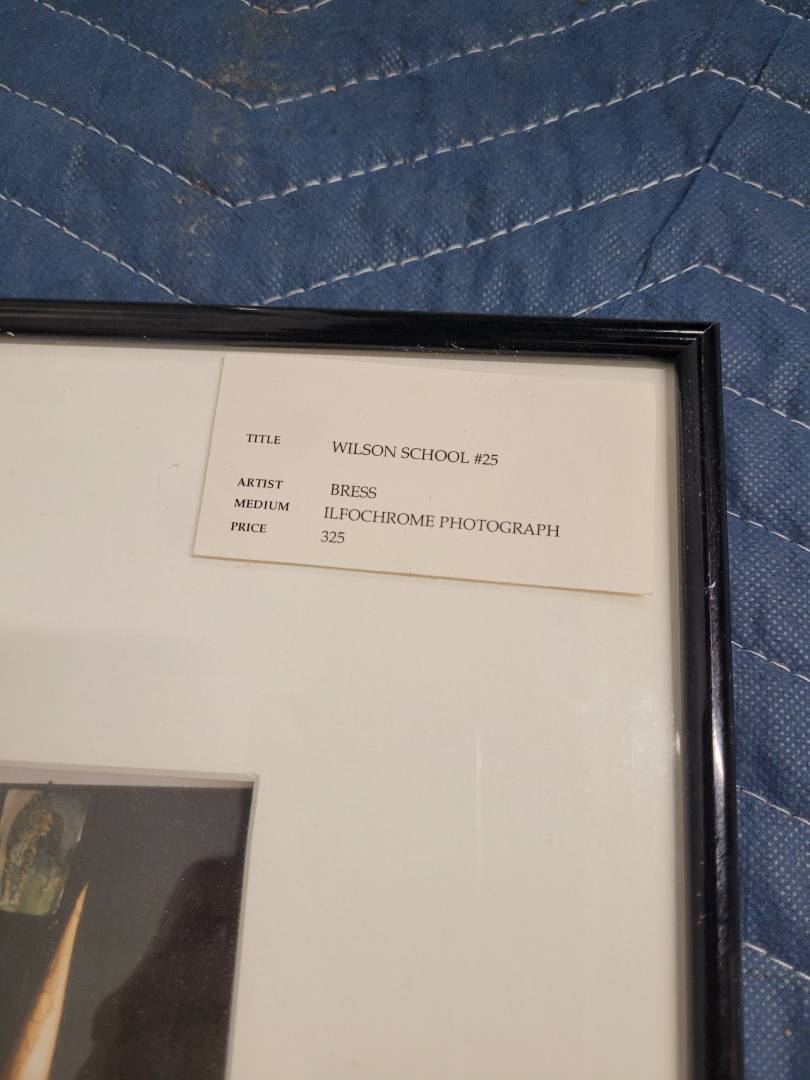 TITLE WILSON SCHOOL #25
ARTIST BRESS
MEDIUM ILFOCHROME PHOTOGRAPH
PRICE 325